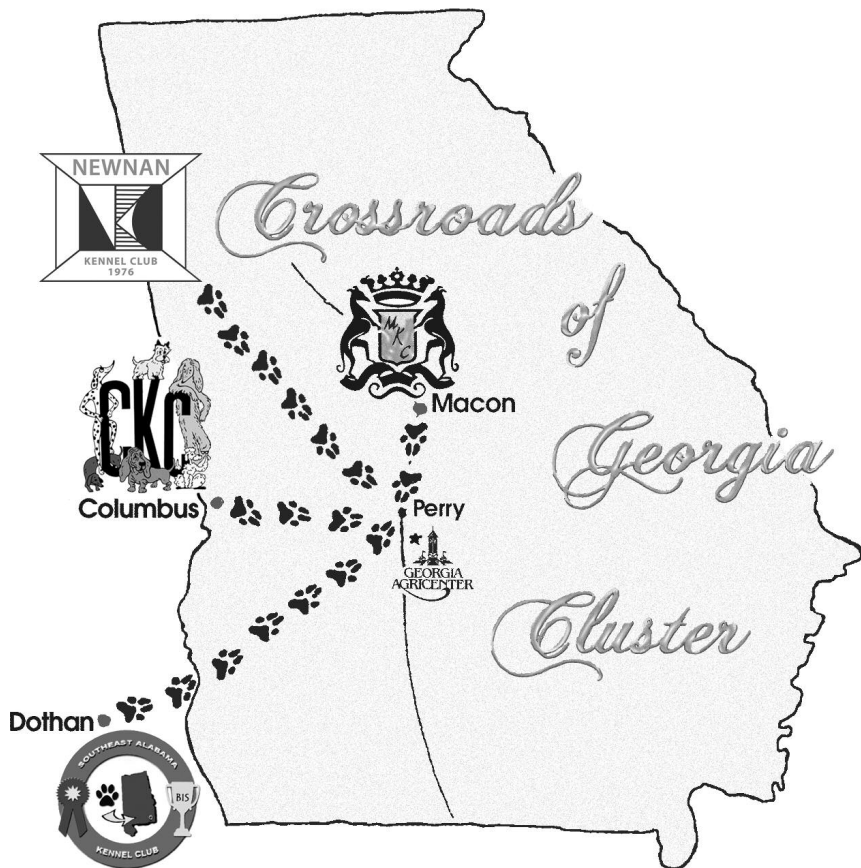 NEWNAN
KENNEL CLUB
1976
Crossroads
of
Georgia
Cluster
MKC
Macon
CKC
Columbus
Perry
GEORGIA
AGRICENTER
Dothan
SOUTHEAST ALABAMA
BIS
KENNEL CLUB